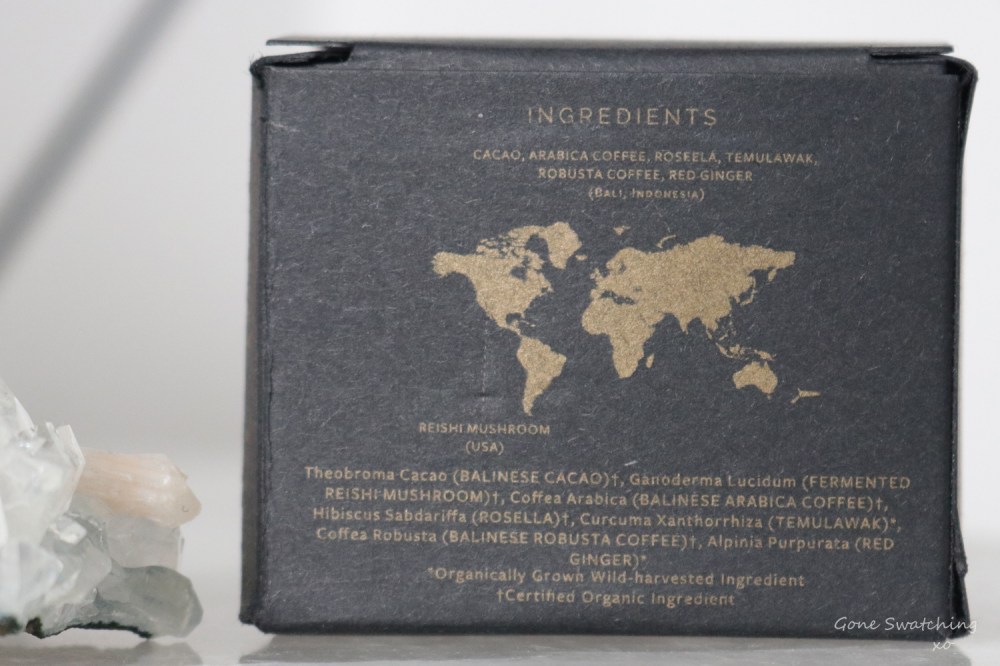 INGREDIENTS
CACAO, ARABICA COFFEE, ROSEELA, TEMULAWAK,
ROBUSTA COFFEE, RED GINGER
(BALI, INDONESIA)
REISHI MUSHROOM
(USA)
Theobroma Cacao (BALINESE CACAO)†, Ganoderma Lucidum (FERMENTED
REISHI MUSHROOM)†, Coffea Arabica (BALINESE ARABICA COFFEE)†,
Hibiscus Sabdariffa (ROSELLA)†, Curcuma Xanthorrhiza (TEMULAWAK)*,
Coffea Robusta (BALINESE ROBUSTA COFFEE)†, Alpinia Purpurata (RED
GINGER)*
*Organically Grown Wild-harvested Ingredient
†Certified Organic Ingredient
Gone Swatching
xo